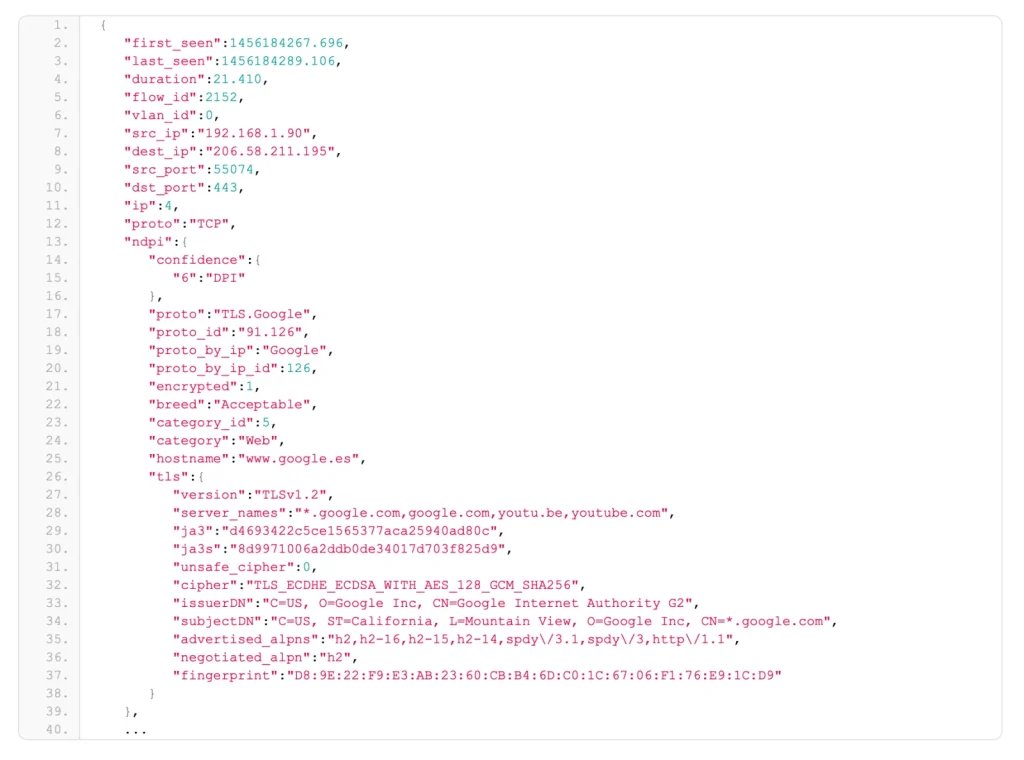 1. {
2. "first_seen":1456184267.696,
3. "last_seen":1456184289.106,
4. "duration":21.410,
5. "flow_id":2152,
6. "vlan_id":0,
7. "src_ip":"192.168.1.90",
8. "dest_ip":"206.58.211.195",
9. "src_port":55074,
10. "dst_port":443,
11. "ip":4,
12. "proto":"TCP",
13. "ndpi":{
14. "confidence":{
15. "6":"DPI"
16. },
17. "proto":"TLS.Google",
18. "proto_id":"91.126",
19. "proto_by_ip":"Google",
20. "proto_by_ip_id":126,
21. "encrypted":1,
22. "breed":"Acceptable",
23. "category_id":5,
24. "category":"Web",
25. "hostname":"www.google.es",
26. "tls":{
27. "version":"TLSv1.2",
28. "server_names":"*.google.com,google.com,youtu.be,youtube.com",
29. "ja3":"d4693422c5ce1565377aca25940ad80c",
30. "ja3s":"8d9971006a2ddb0de34017d703f825d9",
31. "unsafe_cipher":0,
32. "cipher":"TLS_ECDHE_ECDSA_WITH_AES_128_GCM_SHA256",
33. "issuerDN":"C=US, O=Google Inc, CN=Google Internet Authority G2",
34. "subjectDN":"C=US, ST=California, L=Mountain View, O=Google Inc, CN=*.google.com",
35. "advertised_alpns":"h2,h2-16,h2-15,h2-14,spdy\/3.1,spdy\/3,http\/1.1",
36. "negotiated_alpn":"h2",
37. "fingerprint":"D8:9E:22:F9:E3:AB:23:60:CB:B4:6D:C0:1C:67:06:F1:76:E9:1C:D9"
38. }
39. },
40. ...